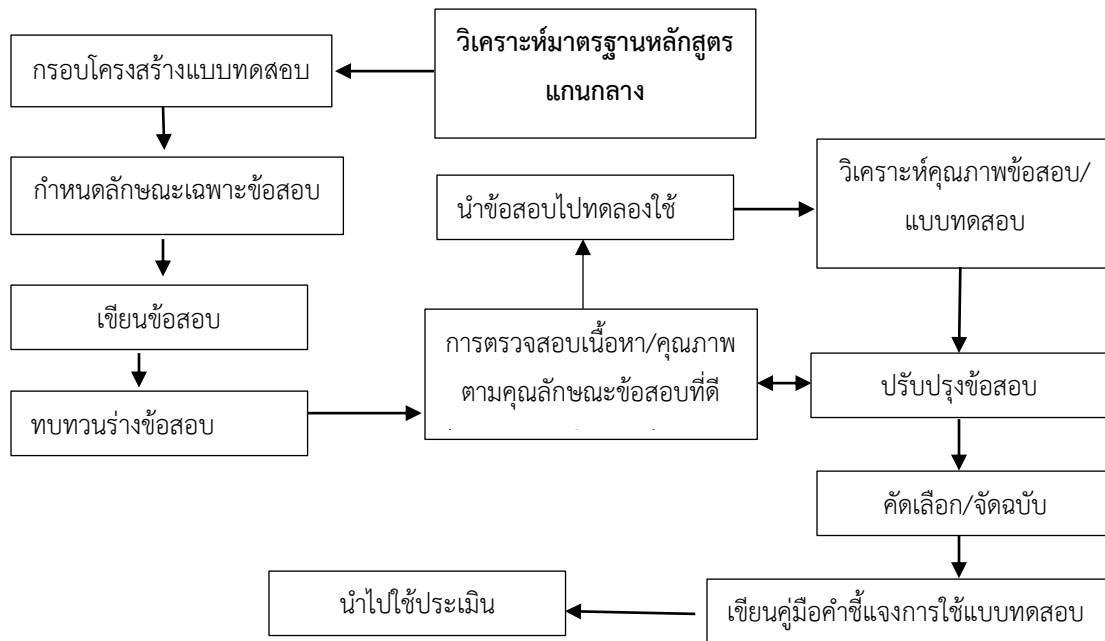 วิเคราะห์มาตรฐานหลักสูตร
แกนกลาง
กรอบโครงสร้างแบบทดสอบ
กำหนดลักษณะเฉพาะข้อสอบ
เขียนข้อสอบ
ทบทวนร่างข้อสอบ
การตรวจสอบเนื้อหา/คุณภาพ
ตามคุณลักษณะข้อสอบที่ดี
นำข้อสอบไปทดลองใช้
วิเคราะห์คุณภาพข้อสอบ/
แบบทดสอบ
ปรับปรุงข้อสอบ
คัดเลือก/จัดฉบับ
เขียนคู่มือคำชี้แจงการใช้แบบทดสอบ
นำไปใช้ประเมิน